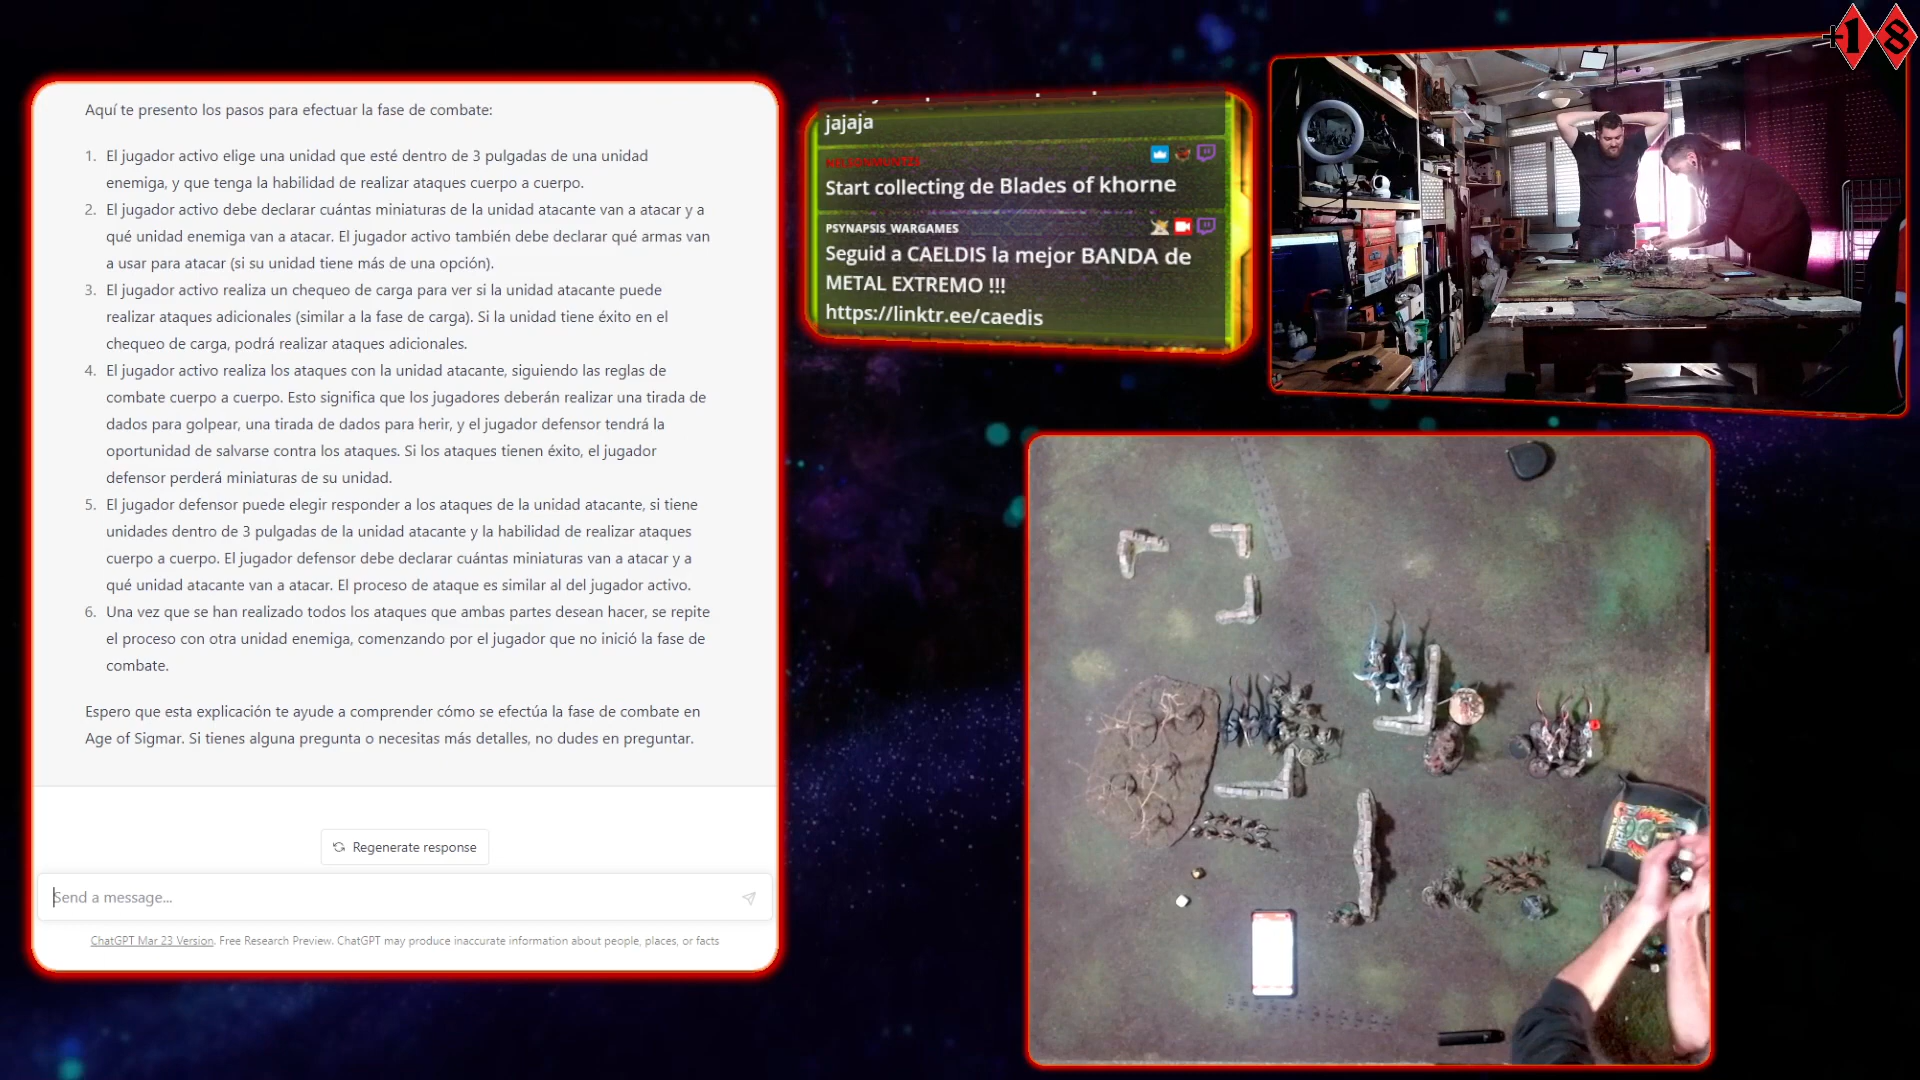 Aquí te presento los pasos para efectuar la fase de combate:
1. El jugador activo elige una unidad que esté dentro de 3 pulgadas de una unidad
enemiga, y que tenga la habilidad de realizar ataques cuerpo a cuerpo.
2. El jugador activo debe declarar cuántas miniaturas de la unidad atacante van a atacar y a
qué unidad enemiga van a atacar. El jugador activo también debe declarar qué armas van
a usar para atacar (si su unidad tiene más de una opción).
3. El jugador activo realiza un chequeo de carga para ver si la unidad atacante puede
realizar ataques adicionales (similar a la fase de carga). Si la unidad tiene éxito en el
chequeo de carga, podrá realizar ataques adicionales.
4. El jugador activo realiza los ataques con la unidad atacante, siguiendo las reglas de
combate cuerpo a cuerpo. Esto significa que los jugadores deberán realizar una tirada de
dados para golpear, una tirada de dados para herir, y el jugador defensor tendrá la
oportunidad de salvarse contra los ataques. Si los ataques tienen éxito, el jugador
defensor perderá miniaturas de su unidad.
5. El jugador defensor puede elegir responder a los ataques de la unidad atacante, si tiene
unidades dentro de 3 pulgadas de la unidad atacante y la habilidad de realizar ataques
cuerpo a cuerpo. El jugador defensor debe declarar cuántas miniaturas van a atacar y a
qué unidad atacante van a atacar. El proceso de ataque es similar al del jugador activo.
6. Una vez que se han realizado todos los ataques que ambas partes desean hacer, se repite
el proceso con otra unidad enemiga, comenzando por el jugador que no inició la fase de
combate.
Espero que esta explicación te ayude a comprender cómo se efectúa la fase de combate en
Age of Sigmar. Si tienes alguna pregunta o necesitas más detalles, no dudes en preguntar.
Regenerate response
Send a message...
ChatGPT Mar 23 Version. Free Research Preview. ChatGPT may produce inaccurate information about people, places, or facts
jajaja
Start collecting de Blades of khorne
PSYNAPSIS_WARGAMES
Seguid a CAELDIS la mejor BANDA de
METAL EXTREMO !!!
https://linktr.ee/caedis
+18